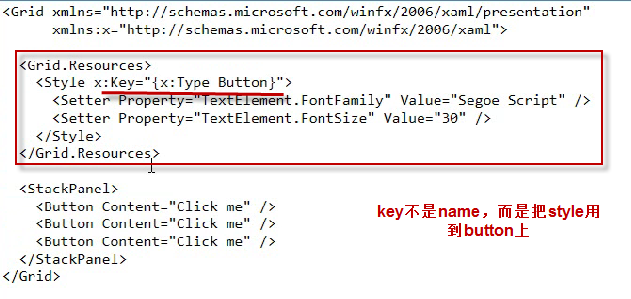 <Grid xmlns="http://schemas.microsoft.com/winfx/2006/xaml/presentation"
xmlns:x="http://schemas.microsoft.com/winfx/2006/xaml">
<Grid.Resources>
<Style x:Key="{x:Type Button}">
<Setter Property="TextElement.FontFamily" Value="Segoe Script" />
<Setter Property="TextElement.FontSize" Value="30" />
</Style>
</Grid.Resources>
<StackPanel>
<Button Content="Click me" />
<Button Content="Click me" />
<Button Content="Click me" />
</StackPanel>
</Grid>
key不是name，而是把style用
到button上